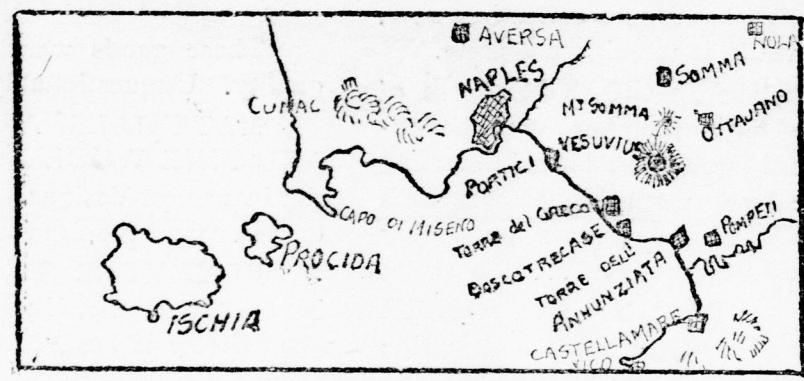 AVERSA
NOLA
NAPLES
SOMMA
CUMAC
Mt SOMMA
OTTAJANO
VESUVIUS
PORTICI
CAPO DI MISENO
TORRE del GRECO
POMPEII
PROCIDA
BOSCOTRECASE
TORRE DELL'
ANNUNZIATA
ISCHIA
CASTELLAMARE
VICO